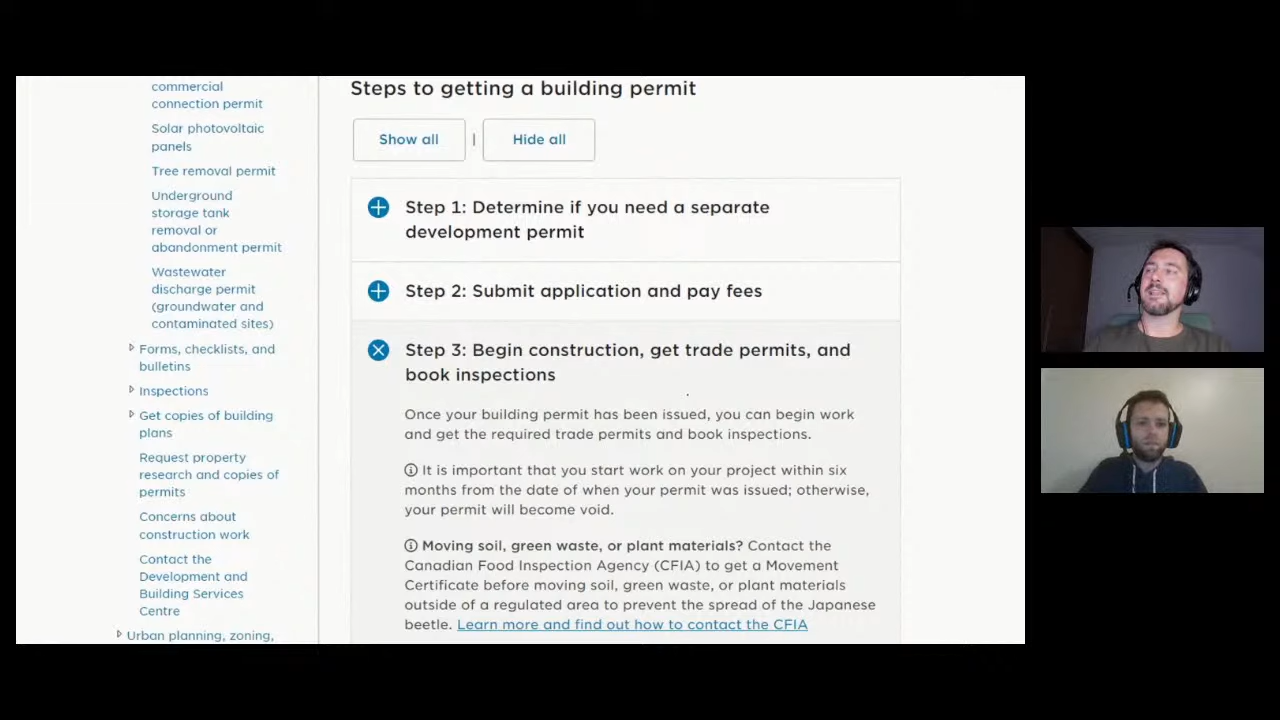 commercial
connection permit
Solar photovoltaic
panels
Tree removal permit
Underground
storage tank
removal or
abandonment permit
Wastewater
discharge permit
(groundwater and
contaminated sites)
Forms, checklists, and
bulletins
Inspections
Get copies of building
plans
Request property
research and copies of
permits
Concerns about
construction work
Contact the
Development and
Building Services
Centre
Urban planning, zoning,
Steps to getting a building permit
Show all | Hide all
Step 1: Determine if you need a separate
development permit
Step 2: Submit application and pay fees
Step 3: Begin construction, get trade permits, and
book inspections
Once your building permit has been issued, you can begin work
and get the required trade permits and book inspections.
It is important that you start work on your project within six
months from the date of when your permit was issued; otherwise,
your permit will become void.
Moving soil, green waste, or plant materials? Contact the
Canadian Food Inspection Agency (CFIA) to get a Movement
Certificate before moving soil, green waste, or plant materials
outside of a regulated area to prevent the spread of the Japanese
beetle. Learn more and find out how to contact the CFIA